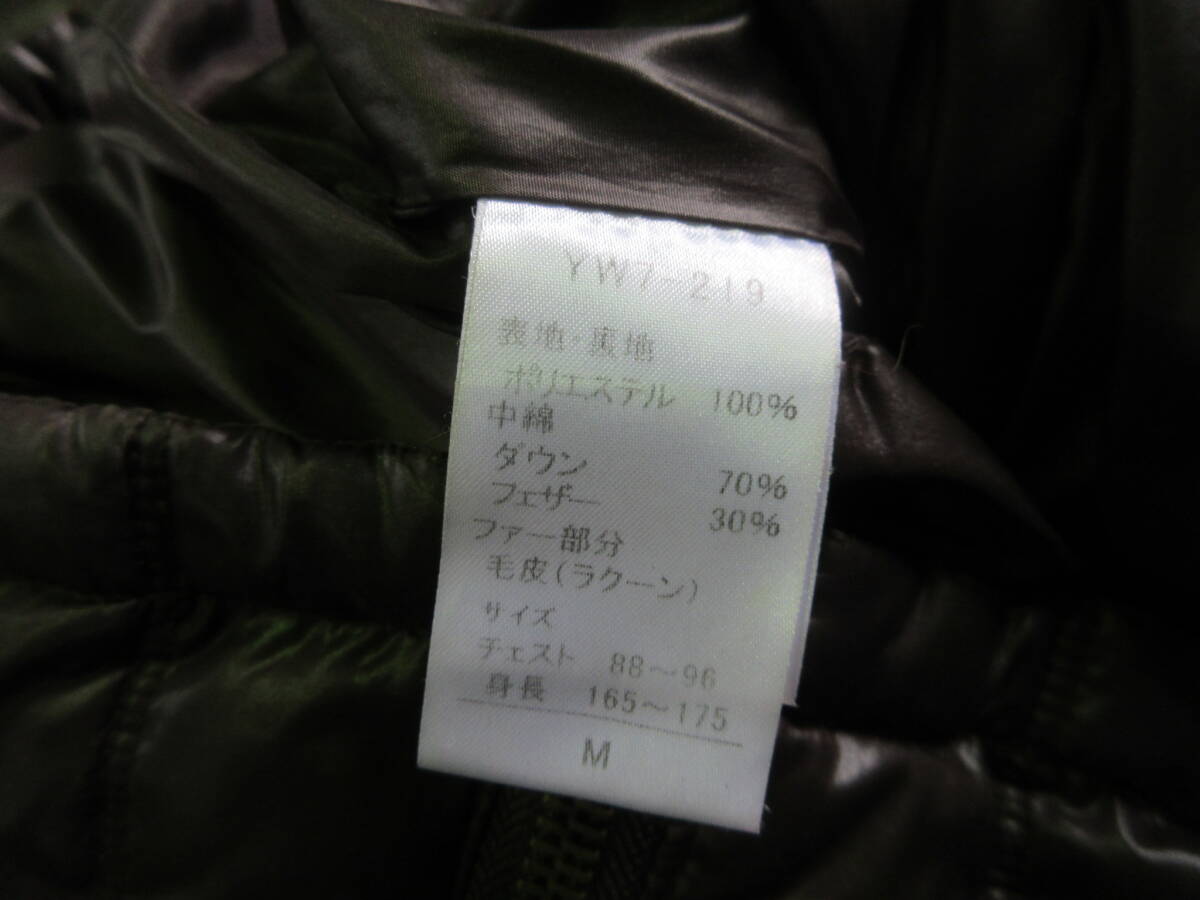 YW7-219
表地・裏地
ポリエステル 100%
中綿
ダウン 70%
フェザー 30%
ファー部分
毛皮(ラクーン)
サイズ
チェスト 88～96
身長 165～175
M